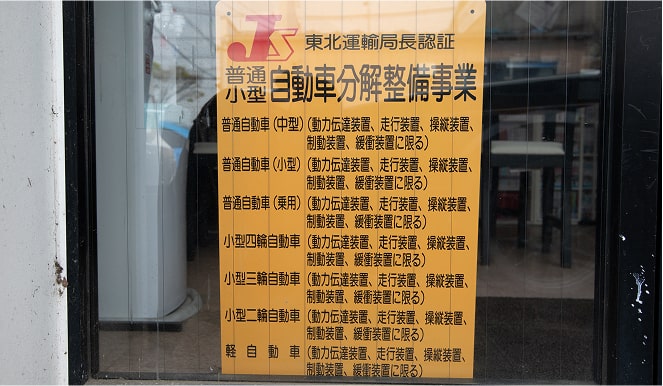 JS 東北運輸局長認証
普通
小型 自動車分解整備事業
普通自動車(中型)(動力伝達装置、走行装置、操縦装置、
制動装置、緩衝装置に限る)
普通自動車(小型)(動力伝達装置、走行装置、操縦装置、
制動装置、緩衝装置に限る)
普通自動車(乗用)(動力伝達装置、走行装置、操縦装置、
制動装置、緩衝装置に限る)
小型四輪自動車(動力伝達装置、走行装置、操縦装置、
制動装置、緩衝装置に限る)
小型三輪自動車(動力伝達装置、走行装置、操縦装置、
制動装置、緩衝装置に限る)
小型二輪自動車(動力伝達装置、走行装置、操縦装置、
制動装置、緩衝装置に限る)
軽自動車(動力伝達装置、走行装置、操縦装置、
制動装置、緩衝装置に限る)